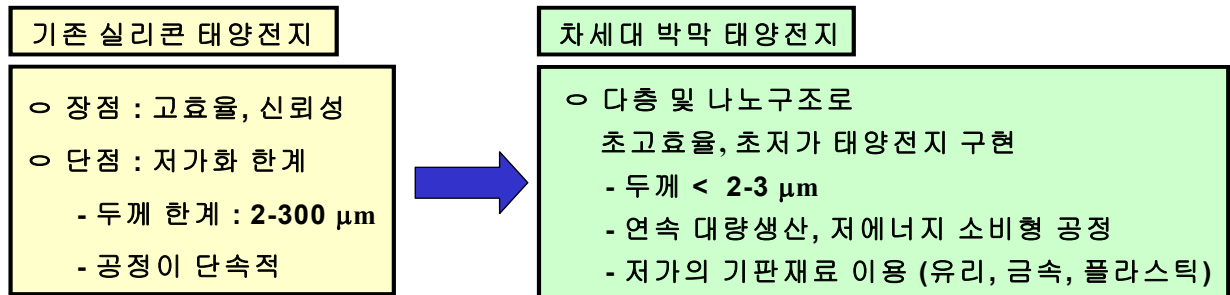 기존 실리콘 태양전지
ㅇ 장점 : 고효율, 신뢰성
ㅇ 단점 : 저가화 한계
- 두께 한계 : 2-300 μm
- 공정이 단속적
차세대 박막 태양전지
ㅇ 다층 및 나노구조로
초고효율, 초저가 태양전지 구현
- 두께 < 2-3 μm
- 연속 대량생산, 저에너지 소비형 공정
- 저가의 기판재료 이용 (유리, 금속, 플라스틱)